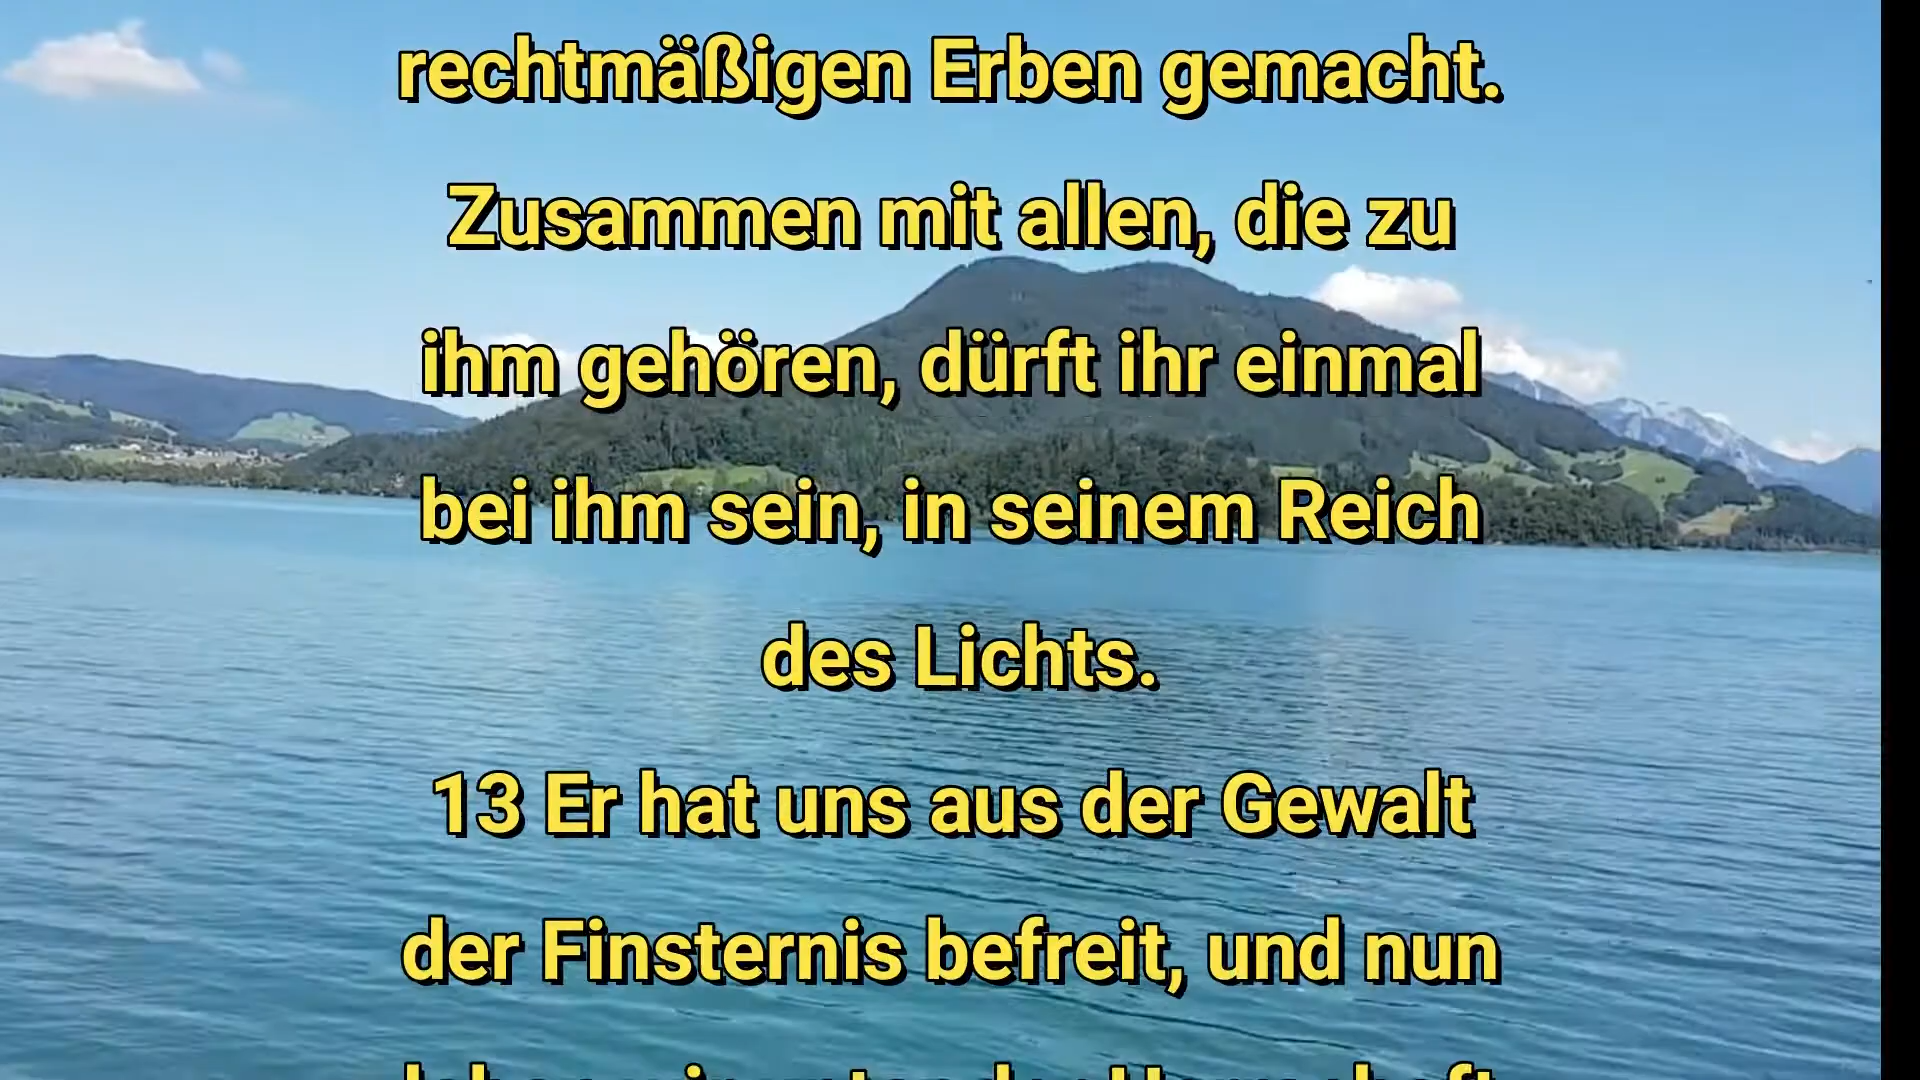 rechtmäßigen Erben gemacht.
Zusammen mit allen, die zu
ihm gehören, dürft ihr einmal
bei ihm sein, in seinem Reich
des Lichts.
13 Er hat uns aus der Gewalt
der Finsternis befreit, und nun